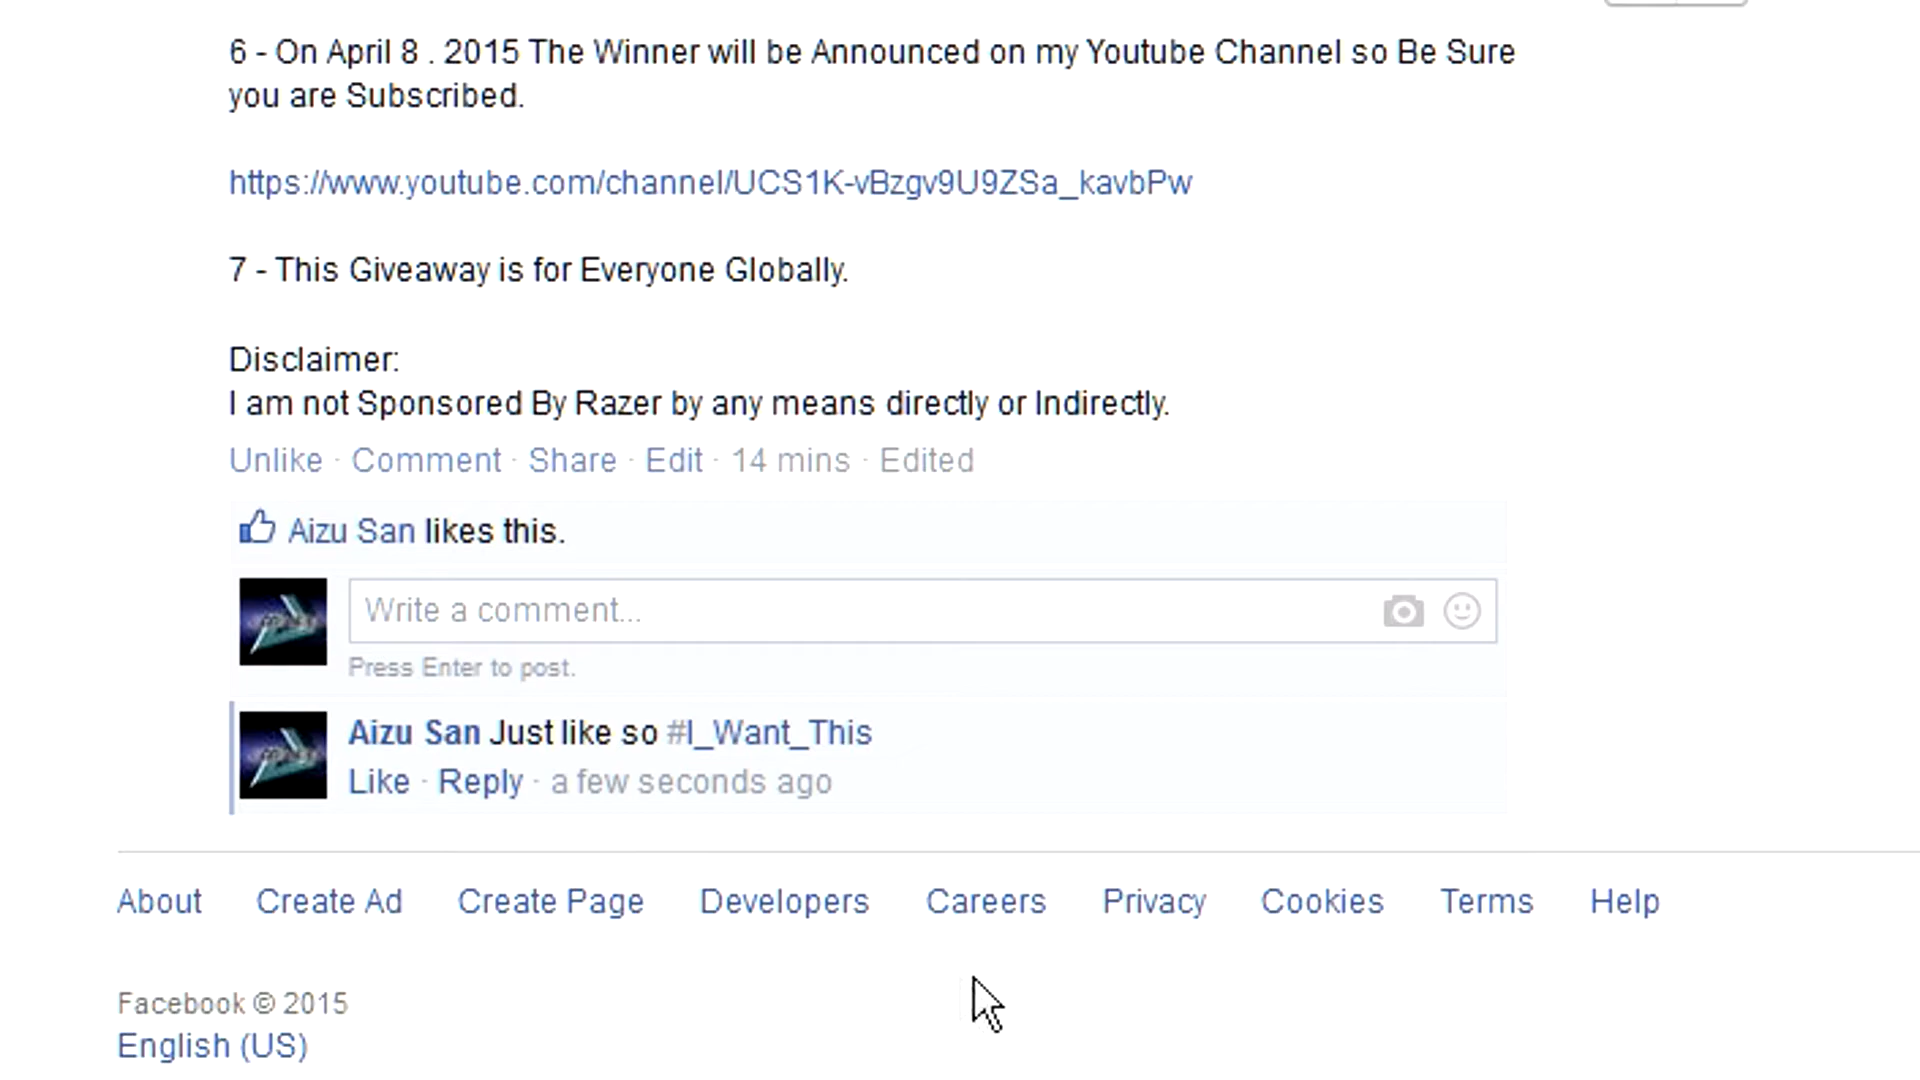 6 - On April 8 . 2015 The Winner will be Announced on my Youtube Channel so Be Sure
you are Subscribed.
https://www.youtube.com/channel/UCS1K-vBzgv9U9ZSa_kavbPw
7 - This Giveaway is for Everyone Globally.
Disclaimer:
I am not Sponsored By Razer by any means directly or Indirectly.
Unlike · Comment · Share · Edit · 14 mins · Edited
Aizu San likes this.
Write a comment...
Press Enter to post.
Aizu San Just like so #I_Want_This
Like · Reply · a few seconds ago
About Create Ad Create Page Developers Careers Privacy Cookies Terms Help
Facebook © 2015
English (US)